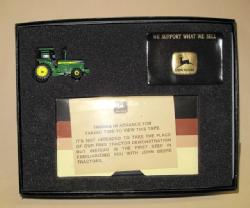 WE SUPPORT WHAT WE SELL
THANKS IN ADVANCE FOR
TAKING TIME TO VIEW THIS TAPE.
IT'S NOT INTENDED TO TAKE THE PLACE
OF OUR FREE TRACTOR DEMONSTRATION
BUT INSTEAD IS THE FIRST STEP IN
FAMILIARIZING YOU WITH JOHN DEERE
TRACTORS.